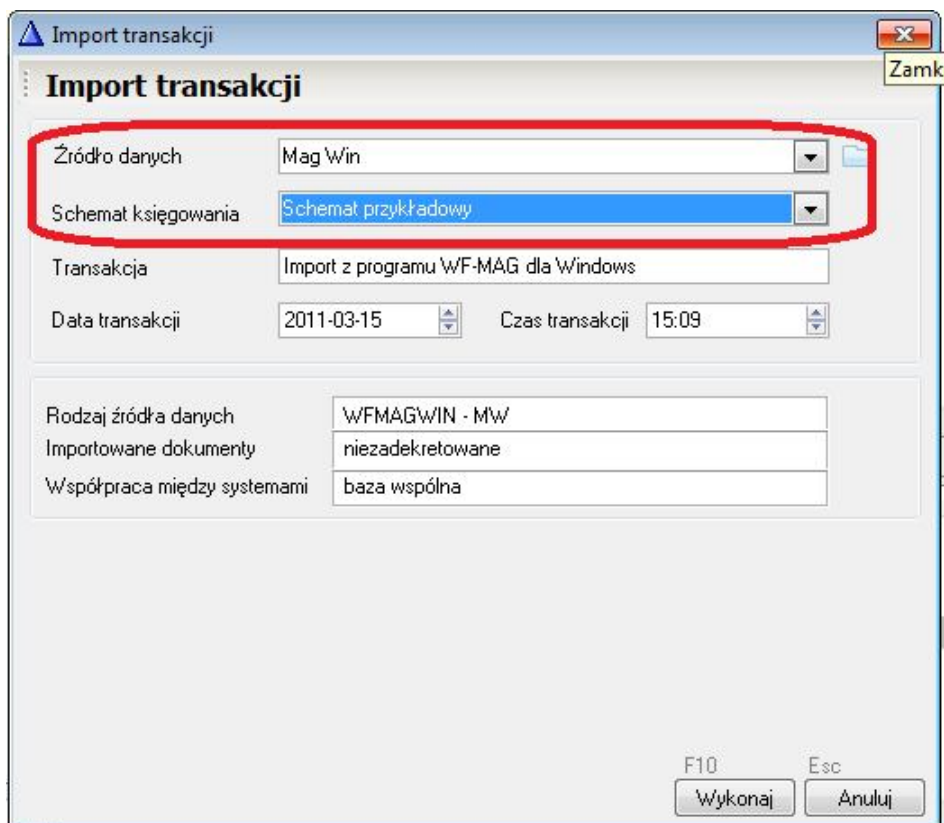 Import transakcji
Zamk
Import transakcji
Źródło danych Mag Win
Schemat księgowania Schemat przykładowy
Transakcja Import z programu WF-MAG dla Windows
Data transakcji 2011-03-15 Czas transakcji 15:09
Rodzaj źródła danych WFMAGWIN - MW
Importowane dokumenty niezadekretowane
Współpraca między systemami baza wspólna
F10 Esc
Wykonaj Anuluj